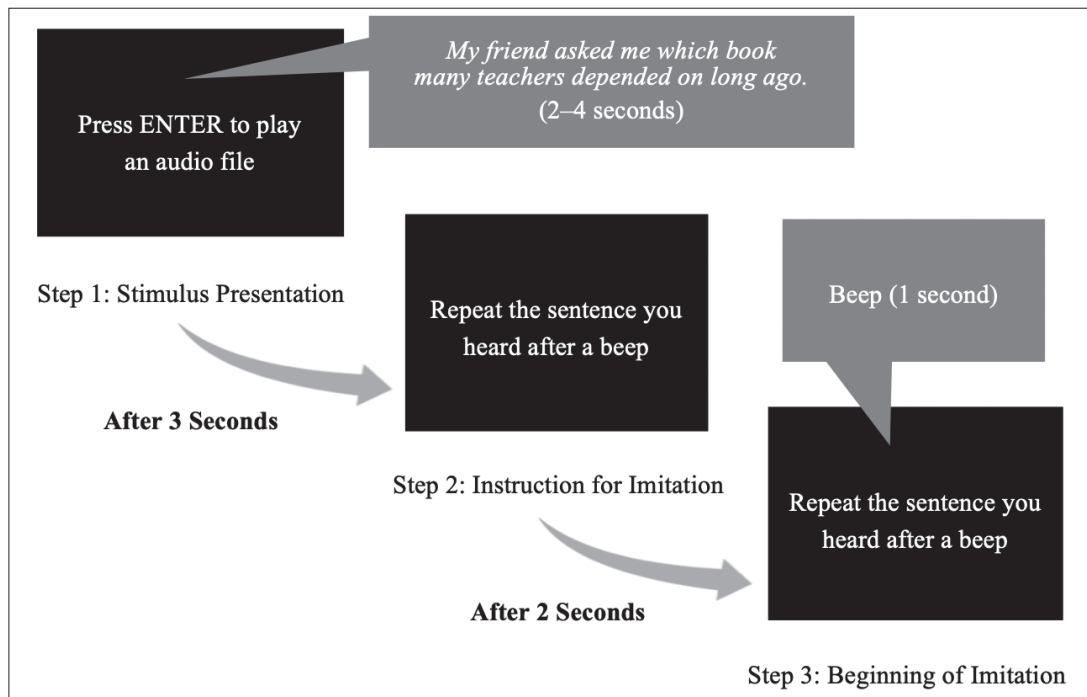 Press ENTER to play
an audio file
My friend asked me which book
many teachers depended on long ago.
(2–4 seconds)
Step 1: Stimulus Presentation
After 3 Seconds
Repeat the sentence you
heard after a beep
Step 2: Instruction for Imitation
After 2 Seconds
Beep (1 second)
Repeat the sentence you
heard after a beep
Step 3: Beginning of Imitation